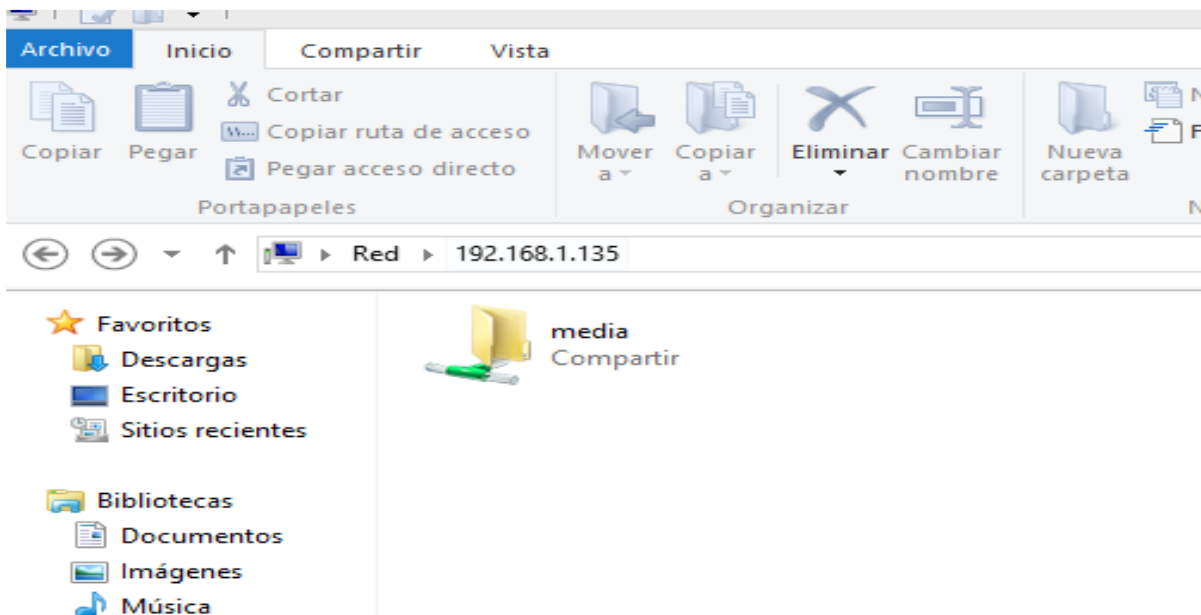 Archivo Inicio Compartir Vista
Copiar
Pegar
Cortar
Copiar ruta de acceso
Pegar acceso directo
Portapapeles
Mover
a
Copiar
a
Eliminar
Cambiar
nombre
Organizar
Nueva
carpeta
N
F
N
Red 192.168.1.135
Favoritos
Descargas
Escritorio
Sitios recientes
Bibliotecas
Documentos
Imágenes
Música
media
Compartir